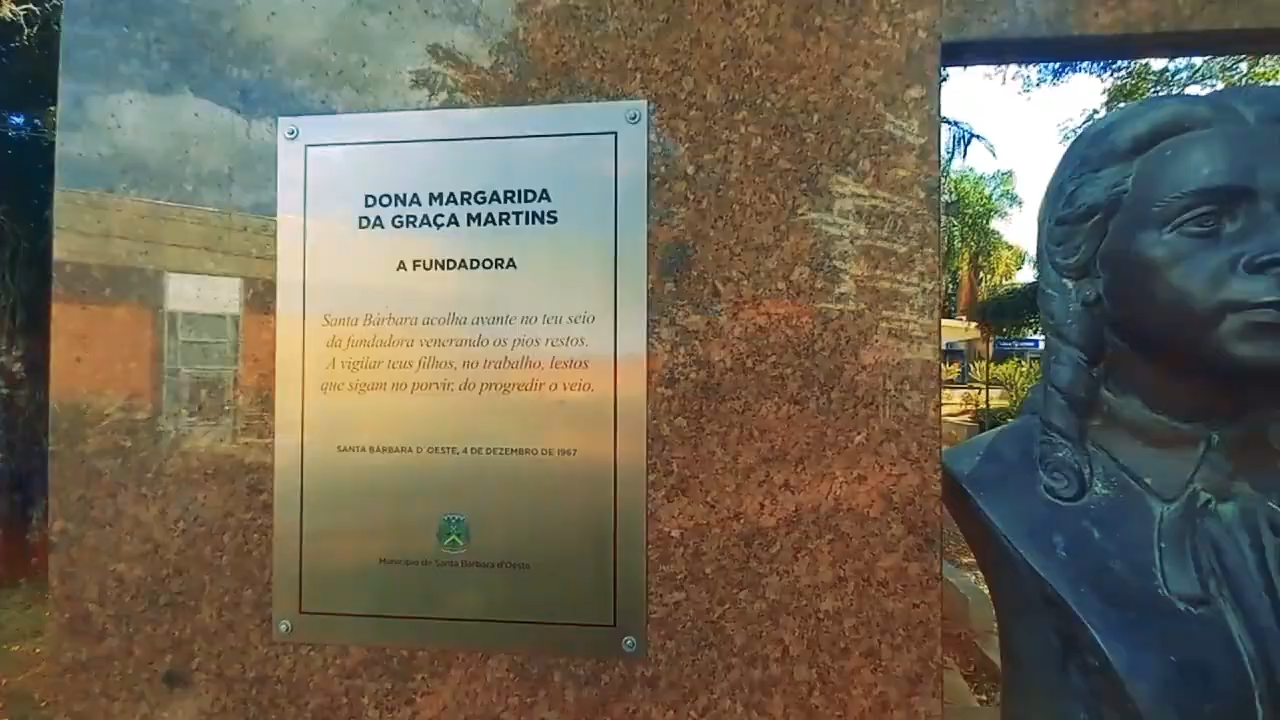 DONA MARGARIDA
DA GRAÇA MARTINS
A FUNDADORA
Santa Bárbara acolha avante no teu seio
da fundadora venerando os pios restos.
A vigilar teus filhos, no trabalho, lestos
que sigam no porvir, do progredir o veio.
SANTA BÁRBARA D' OESTE, 4 DE DEZEMBRO DE 1967
Município de Santa Bárbara d'Oeste